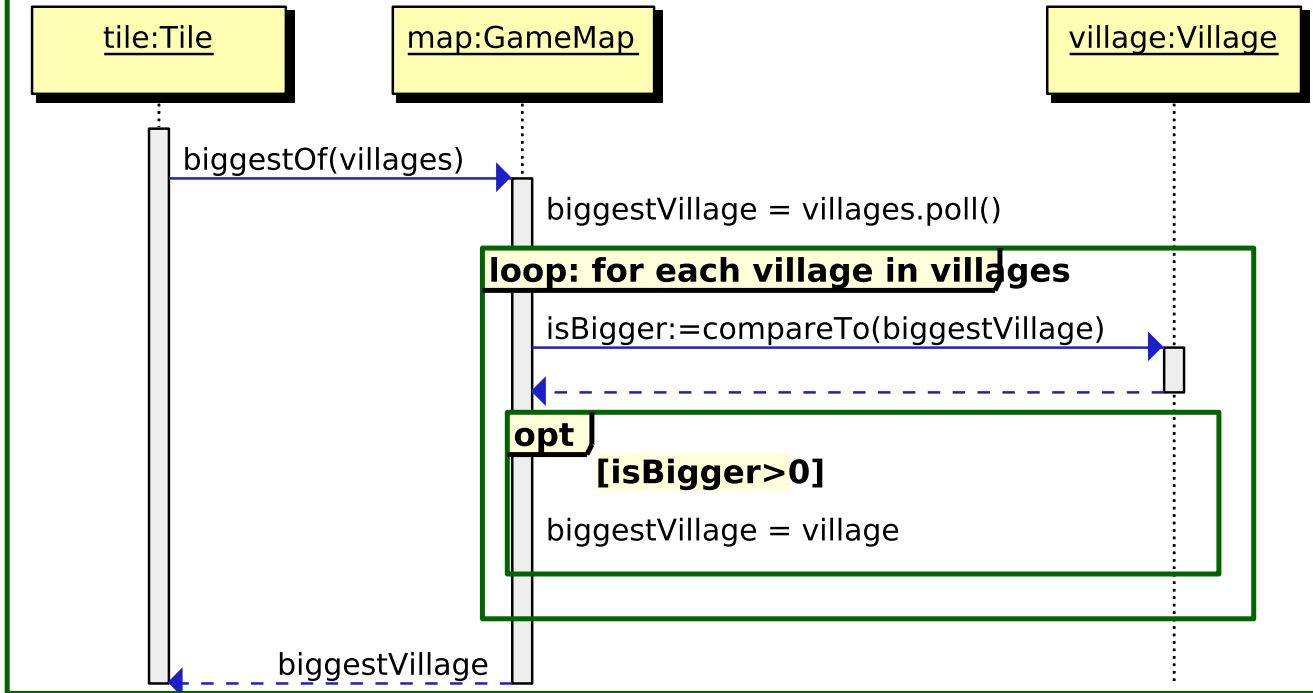 tile:Tile
map:GameMap
village:Village
biggestOf(villages)
biggestVillage = villages.poll()
loop: for each village in villages
isBigger:=compareTo(biggestVillage)
opt
[isBigger>0]
biggestVillage = village
biggestVillage